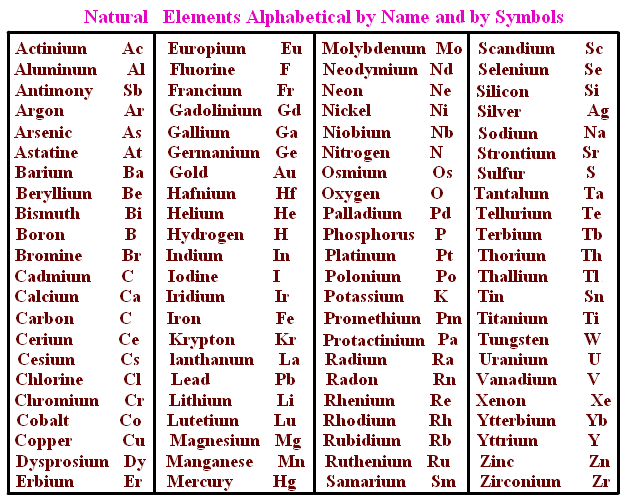 Natural Elements Alphabetical by Name and by Symbols
Actinium Ac
Aluminum Al
Antimony Sb
Argon Ar
Arsenic As
Astatine At
Barium Ba
Beryllium Be
Bismuth Bi
Boron B
Bromine Br
Cadmium C
Calcium Ca
Carbon C
Cerium Ce
Cesium Cs
Chlorine Cl
Chromium Cr
Cobalt Co
Copper Cu
Dysprosium Dy
Erbium Er
Europium Eu
Fluorine F
Francium Fr
Gadolinium Gd
Gallium Ga
Germanium Ge
Gold Au
Hafnium Hf
Helium He
Hydrogen H
Indium In
Iodine I
Iridium Ir
Iron Fe
Krypton Kr
Ianthanum La
Lead Pb
Lithium Li
Lutetium Lu
Magnesium Mg
Manganese Mn
Mercury Hg
Molybdenum Mo
Neodymium Nd
Neon Ne
Nickel Ni
Niobium Nb
Nitrogen N
Osmium Os
Oxygen O
Palladium Pd
Phosphorus P
Platinum Pt
Polonium Po
Potassium K
Promethium Pm
Protactinium Pa
Radium Ra
Radon Rn
Rhenium Re
Rhodium Rh
Rubidium Rb
Ruthenium Ru
Samarium Sm
Scandium Sc
Selenium Se
Silicon Si
Silver Ag
Sodium Na
Strontium Sr
Sulfur S
Tantalum Ta
Tellurium Te
Terbium Tb
Thorium Th
Thallium Tl
Tin Sn
Titanium Ti
Tungsten W
Uranium U
Vanadium V
Xenon Xe
Ytterbium Yb
Yttrium Y
Zinc Zn
Zirconium Zr